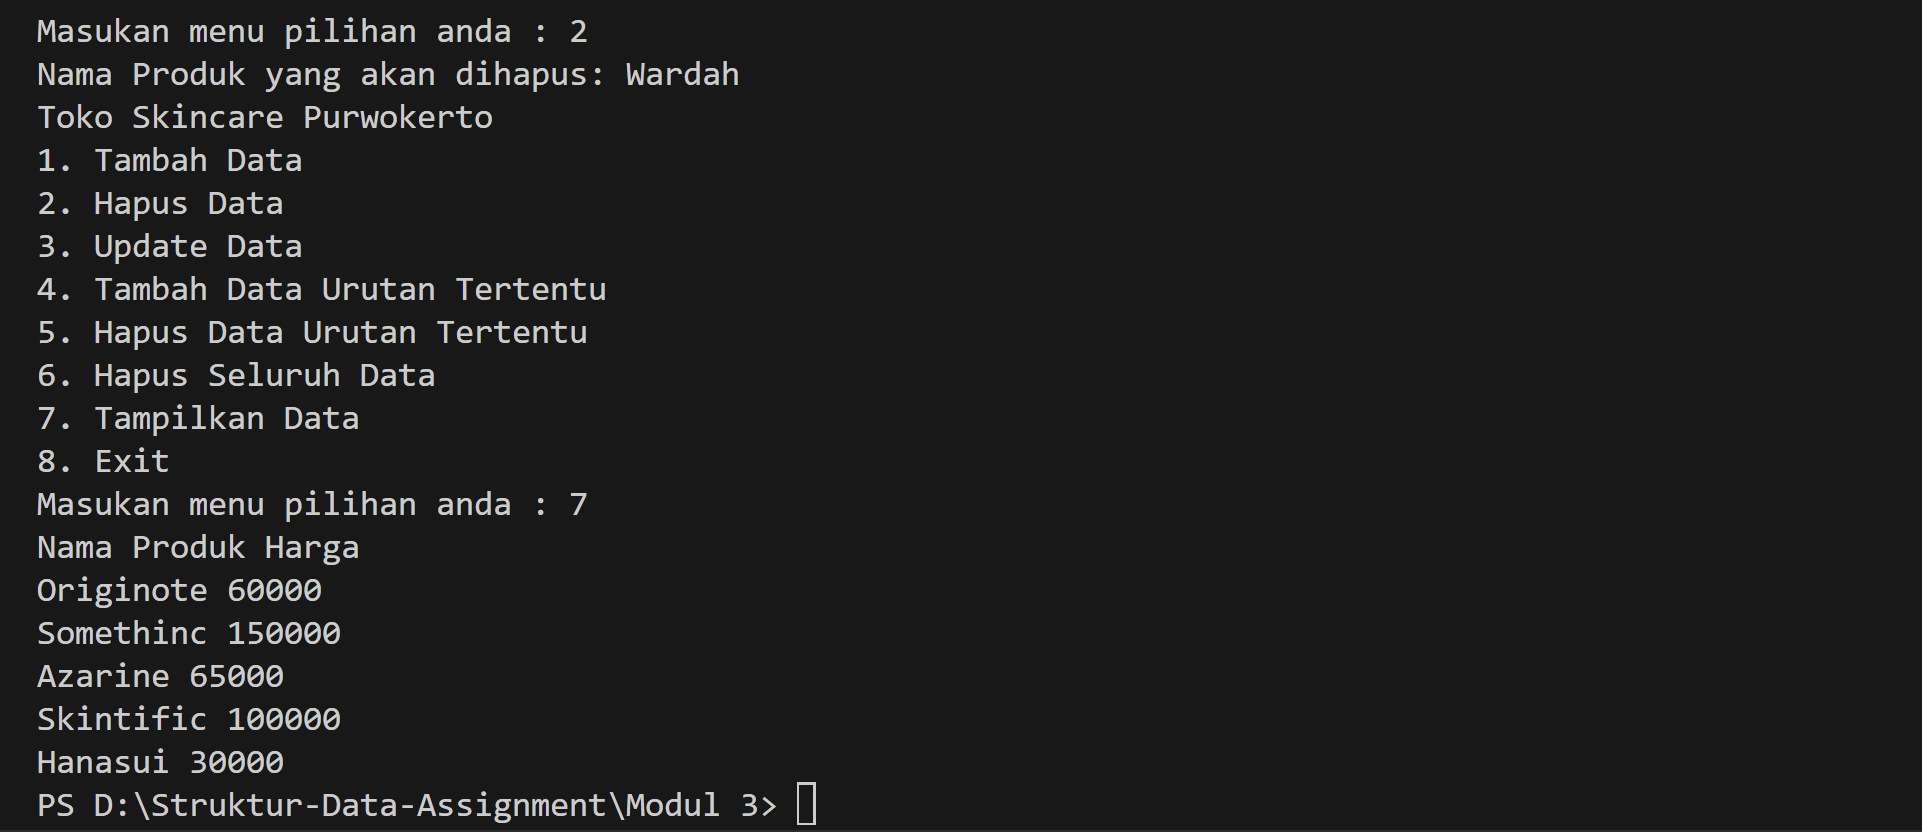 Masukan menu pilihan anda : 2
Nama Produk yang akan dihapus: Wardah
Toko Skincare Purwokerto
1. Tambah Data
2. Hapus Data
3. Update Data
4. Tambah Data Urutan Tertentu
5. Hapus Data Urutan Tertentu
6. Hapus Seluruh Data
7. Tampilkan Data
8. Exit
Masukan menu pilihan anda : 7
Nama Produk Harga
Originote 60000
Somethinc 150000
Azarine 65000
Skintific 100000
Hanasui 30000
PS D:\Struktur-Data-Assignment\Modul 3>